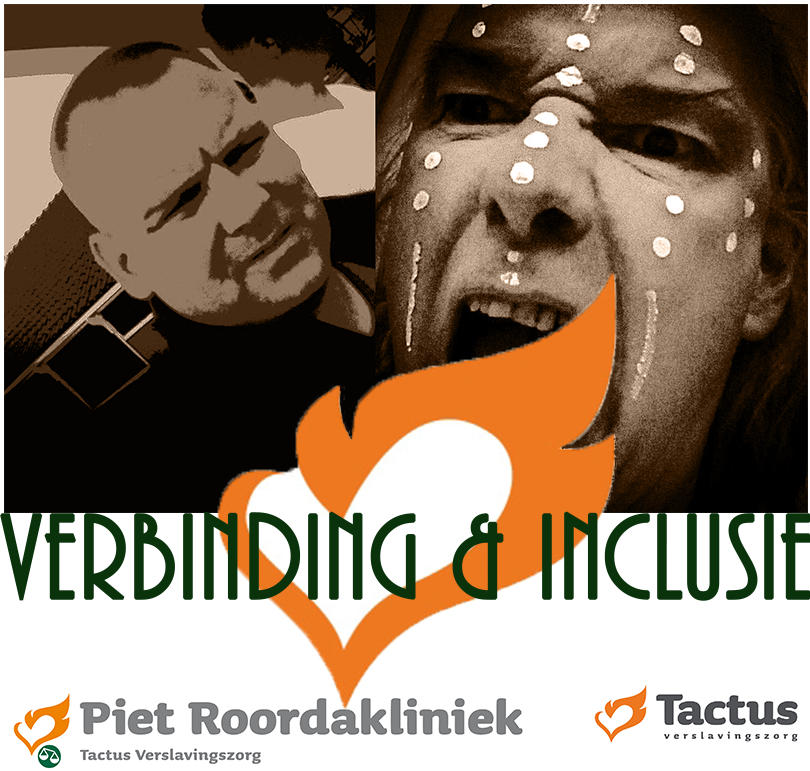 VERBINDING & INCLUSIE
Piet Roordakliniek
Tactus Verslavingszorg
Tactus
verslavingszorg